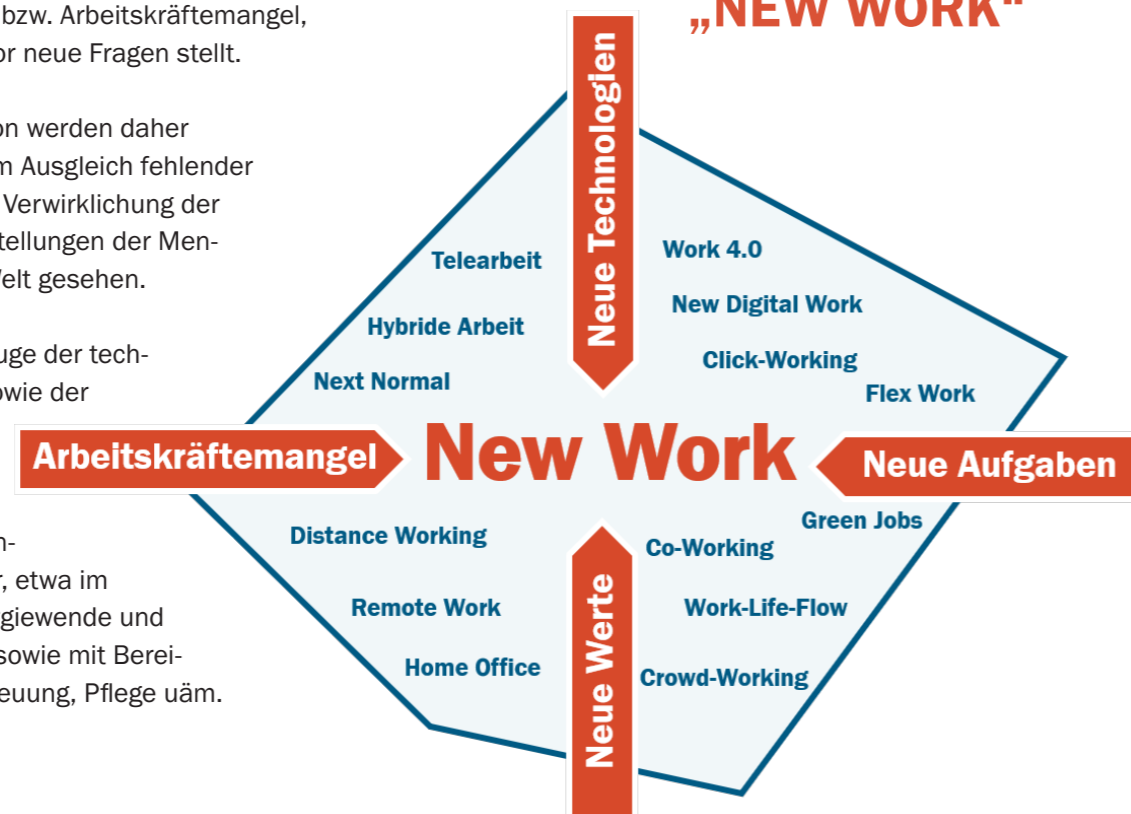 bzw. Arbeitskräftemangel,
or neue Fragen stellt.
on werden daher
m Ausgleich fehlender
Verwirklichung der
tellungen der Men-
Welt gesehen.
uge der tech-
owie der
n-
r, etwa im
giewende und
sowie mit Berei-
euung, Pflege uäm.
„NEW WORK“
Neue Technologien
Telearbeit
Hybride Arbeit
Next Normal
Work 4.0
New Digital Work
Click-Working
Flex Work
Arbeitskräftemangel
New Work
Neue Aufgaben
Distance Working
Remote Work
Home Office
Neue Werte
Green Jobs
Co-Working
Work-Life-Flow
Crowd-Working